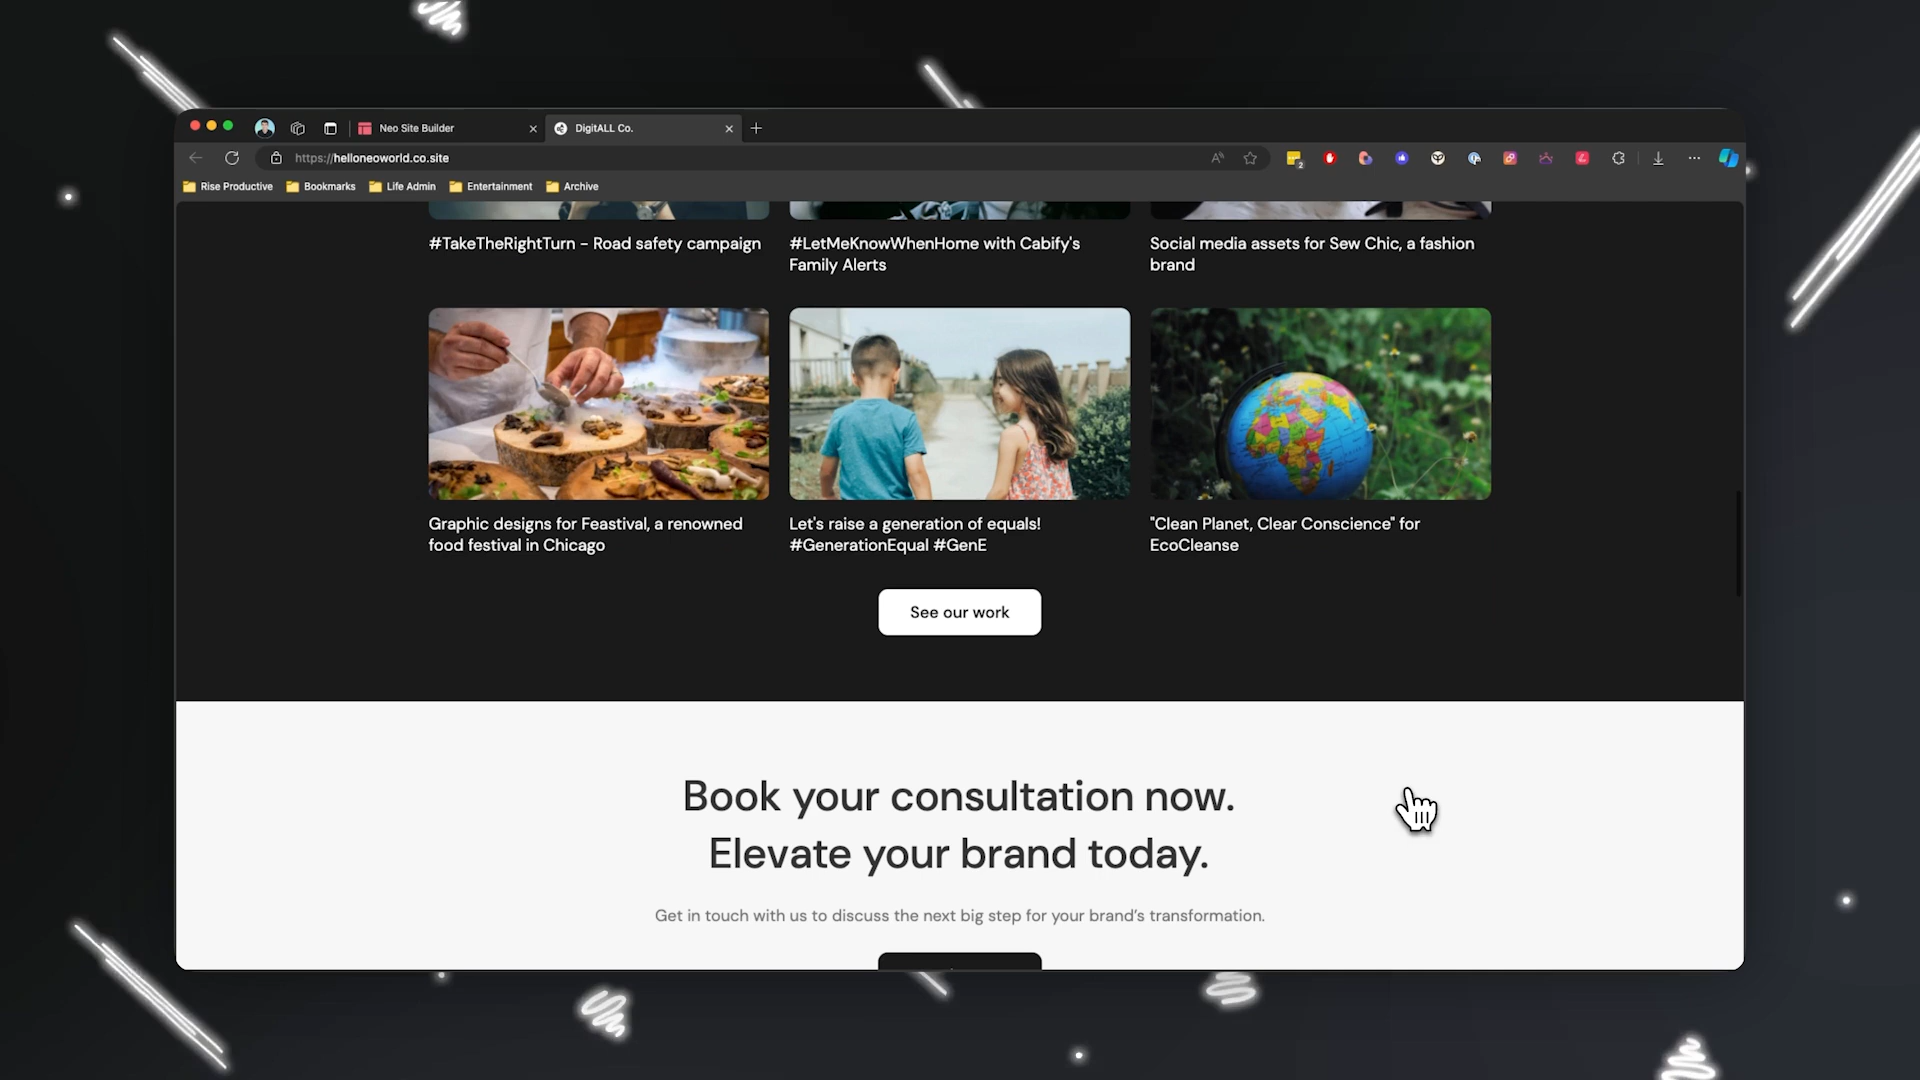 Neo Site Builder
DigitALL Co.
https://helloneoworld.co.site
Rise Productive
Bookmarks
Life Admin
Entertainment
Archive
#TakeTheRightTurn - Road safety campaign
#LetMeKnowWhenHome with Cabify's
Family Alerts
Social media assets for Sew Chic, a fashion
brand
Graphic designs for Feastival, a renowned
food festival in Chicago
Let's raise a generation of equals!
#GenerationEqual #GenE
"Clean Planet, Clear Conscience" for
EcoCleanse
See our work
Book your consultation now.
Elevate your brand today.
Get in touch with us to discuss the next big step for your brand’s transformation.